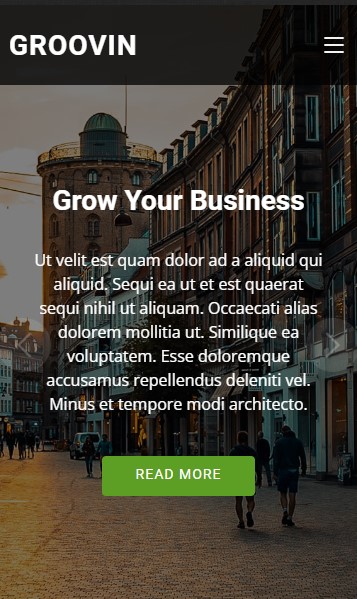 GROOVIN
Grow Your Business
Ut velit est quam dolor ad a aliquid qui
aliquid. Sequi ea ut et est quaerat
sequi nihil ut aliquam. Occaecati alias
dolorem mollitia ut. Similique ea
voluptatem. Esse doloremque
accusamus repellendus deleniti vel.
Minus et tempore modi architecto.
READ MORE